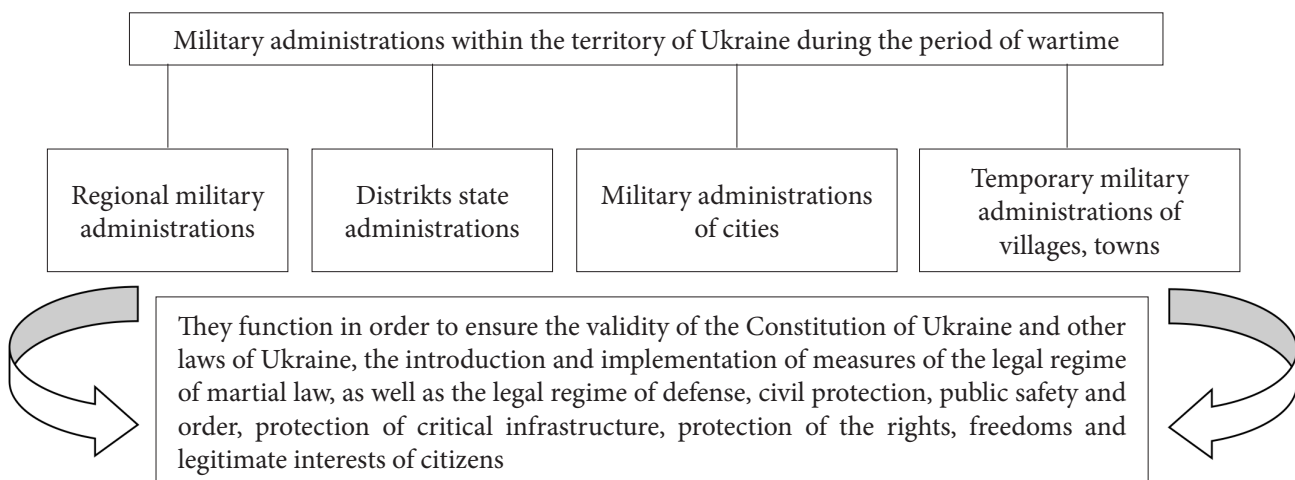 Military administrations within the territory of Ukraine during the period of wartime
Regional military
administrations
Distrikts state
administrations
Military administrations
of cities
Temporary military
administrations of
villages, towns
They function in order to ensure the validity of the Constitution of Ukraine and other
laws of Ukraine, the introduction and implementation of measures of the legal regime
of martial law, as well as the legal regime of defense, civil protection, public safety and
order, protection of critical infrastructure, protection of the rights, freedoms and
legitimate interests of citizens